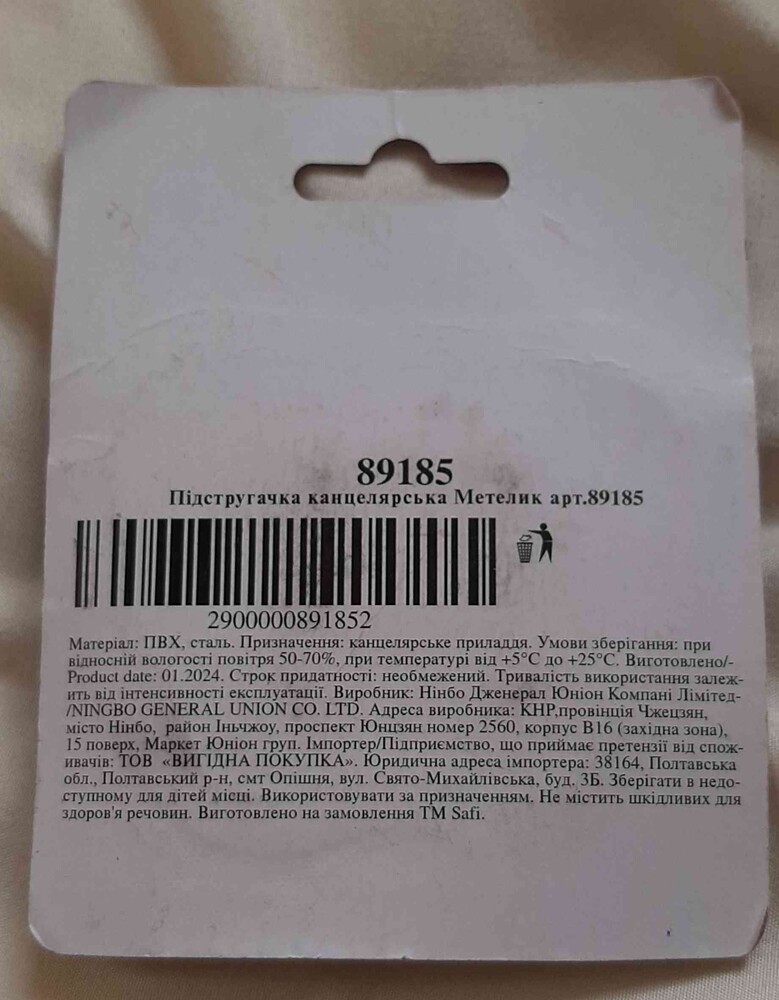 89185
Підстругачка канцелярська Метелик арт.89185
2900000891852
Матеріал: ПВХ, сталь. Призначення: канцелярське приладдя. Умови зберігання: при
відносній вологості повітря 50-70%, при температурі від +5°С до +25°С. Виготовлено/-
Product date: 01.2024. Строк придатності: необмежений. Тривалість використання залеж-
ить від інтенсивності експлуатації. Виробник: Нінбо Дженерал Юніон Компані Лімітед-
/NINGBO GENERAL UNION CO. LTD. Адреса виробника: КНР,провінція Чжецзян,
місто Нінбо, район Іньчжоу, проспект Юнцзян номер 2560, корпус В16 (західна зона),
15 поверх, Маркет Юніон груп. Імпортер/Підприємство, що приймає претензії від спож-
ивачів: ТОВ «ВИГІДНА ПОКУПКА». Юридична адреса імпортера: 38164, Полтавська
обл., Полтавський р-н, смт Опішня, вул. Свято-Михайлівська, буд. 3Б. Зберігати в недо-
ступному для дітей місці. Використовувати за призначенням. Не містить шкідливих для
здоров'я речовин. Виготовлено на замовлення ТМ Safi.